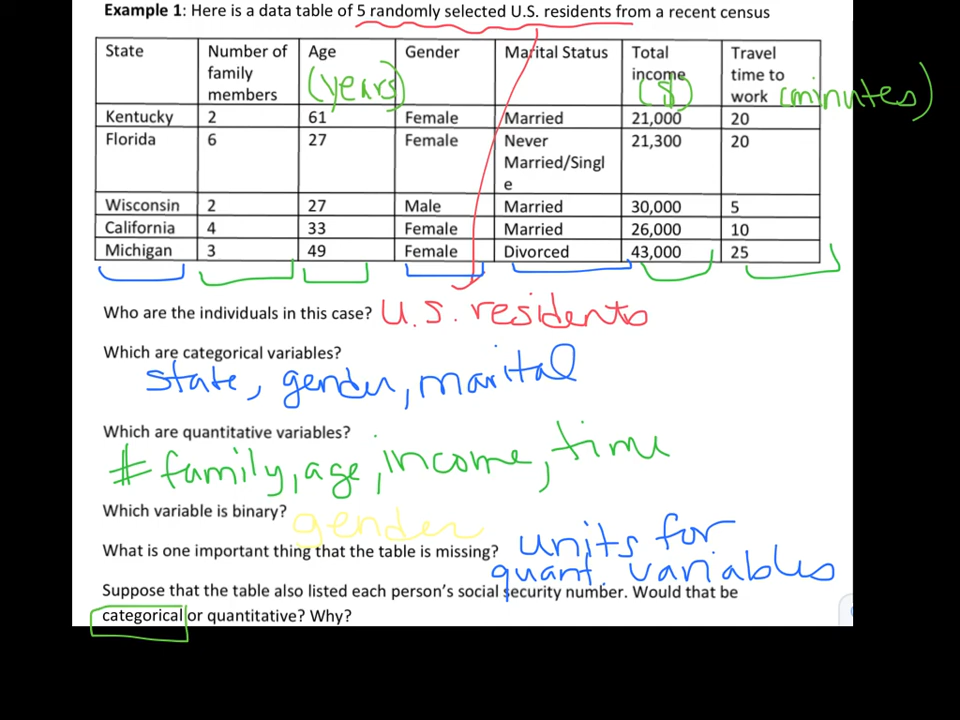 Example 1: Here is a data table of 5 randomly selected U.S. residents from a recent census
State Number of family members Age (years) Gender Marital Status Total income ($) Travel time to work (minutes)
Kentucky 2 61 Female Married 21,000 20
Florida 6 27 Female Never Married/Single 21,300 20
Wisconsin 2 27 Male Married 30,000 5
California 4 33 Female Married 26,000 10
Michigan 3 49 Female Divorced 43,000 25
Who are the individuals in this case? U.S. residents
Which are categorical variables?
state, gender, marital
Which are quantitative variables?
# family, age, income, time
Which variable is binary? gender
What is one important thing that the table is missing? units for
quant. variables
Suppose that the table also listed each person's social security number. Would that be
categorical or quantitative? Why?